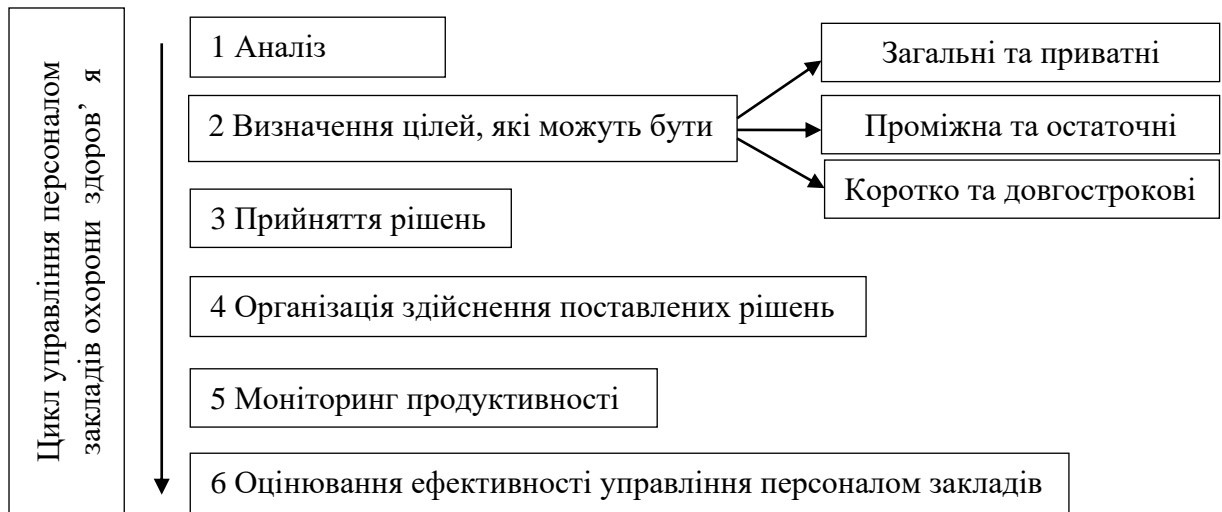 Цикл управління персоналом
закладів охорони здоров’ я
1 Аналіз
2 Визначення цілей, які можуть бути
Загальні та приватні
Проміжна та остаточні
Коротко та довгострокові
3 Прийняття рішень
4 Організація здійснення поставлених рішень
5 Моніторинг продуктивності
6 Оцінювання ефективності управління персоналом закладів